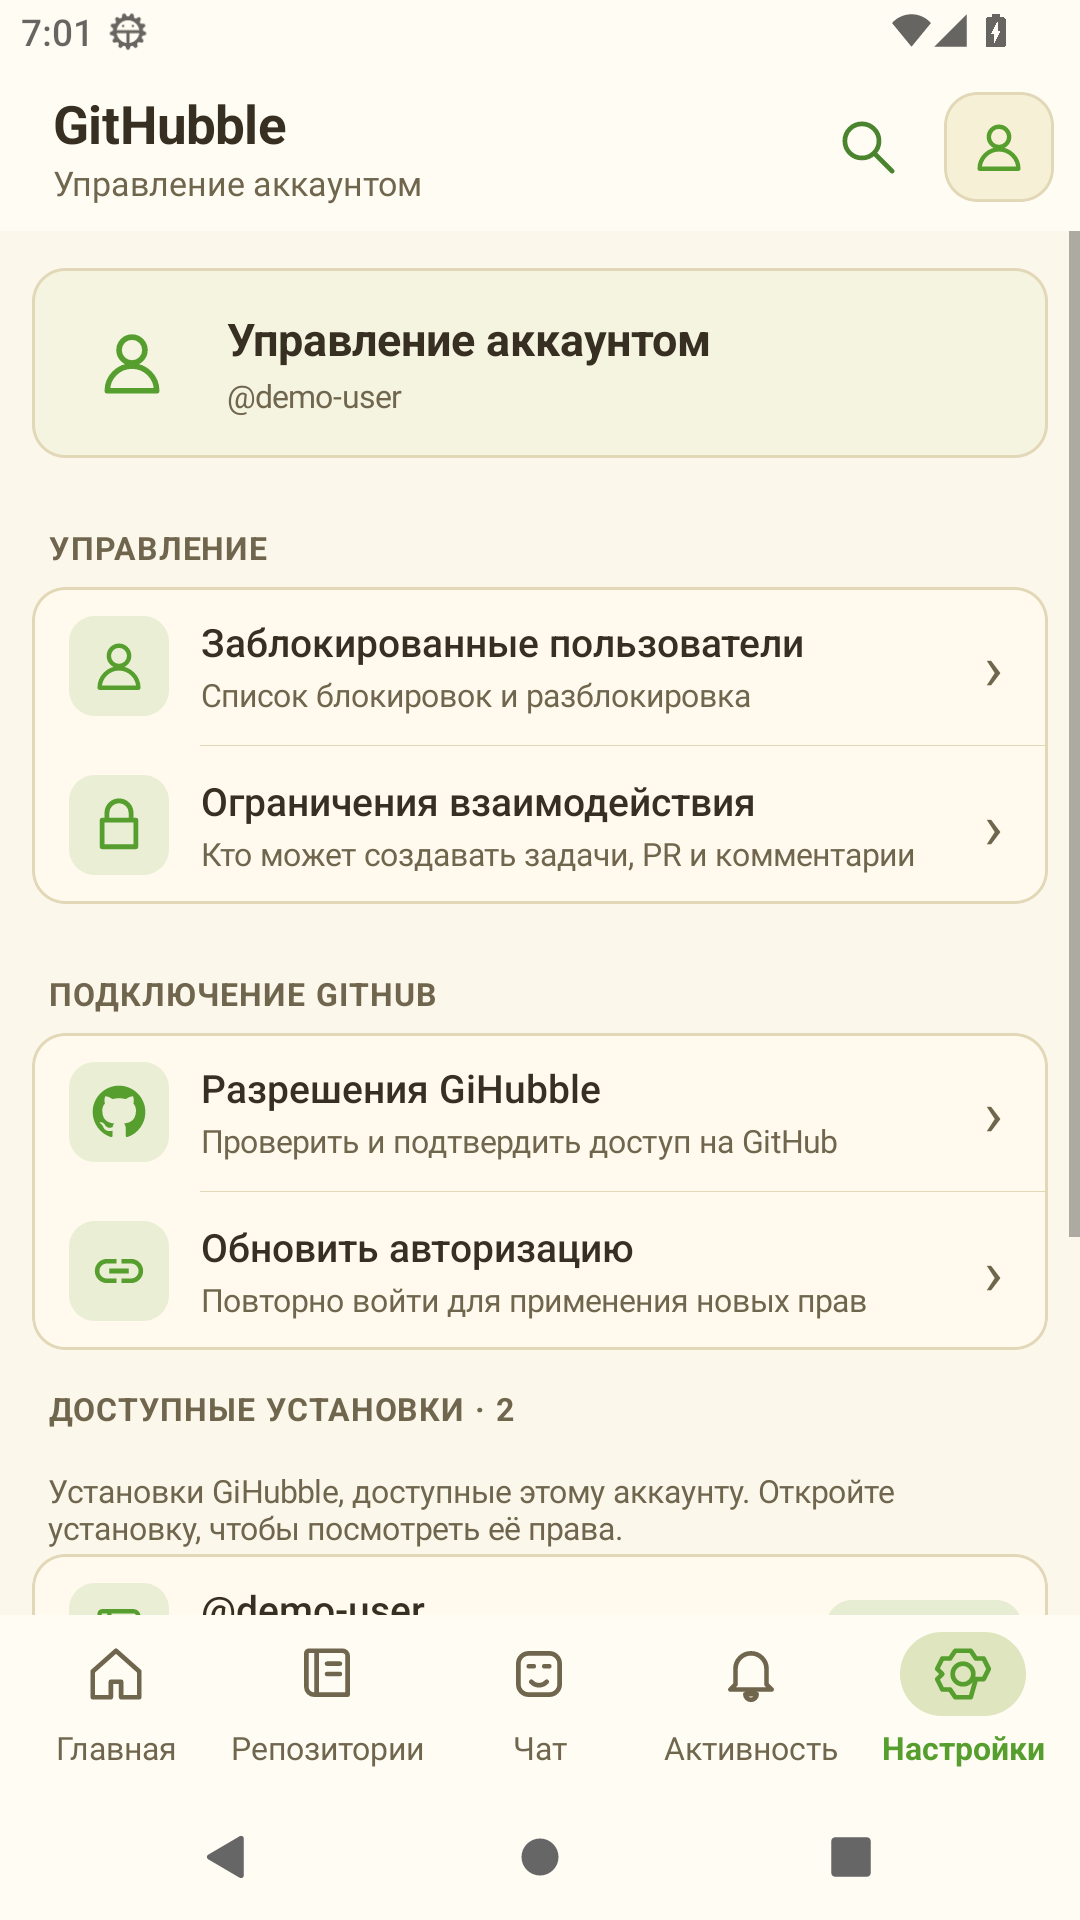 7:01
GitHubble
Управление аккаунтом
Управление аккаунтом
@demo-user
УПРАВЛЕНИЕ
Заблокированные пользователи
Список блокировок и разблокировка
Ограничения взаимодействия
Кто может создавать задачи, PR и комментарии
ПОДКЛЮЧЕНИЕ GITHUB
Разрешения GiHubble
Проверить и подтвердить доступ на GitHub
Обновить авторизацию
Повторно войти для применения новых прав
ДОСТУПНЫЕ УСТАНОВКИ · 2
Установки GiHubble, доступные этому аккаунту. Откройте
установку, чтобы посмотреть её права.
@demo-user
Главная
Репозитории
Чат
Активность
Настройки